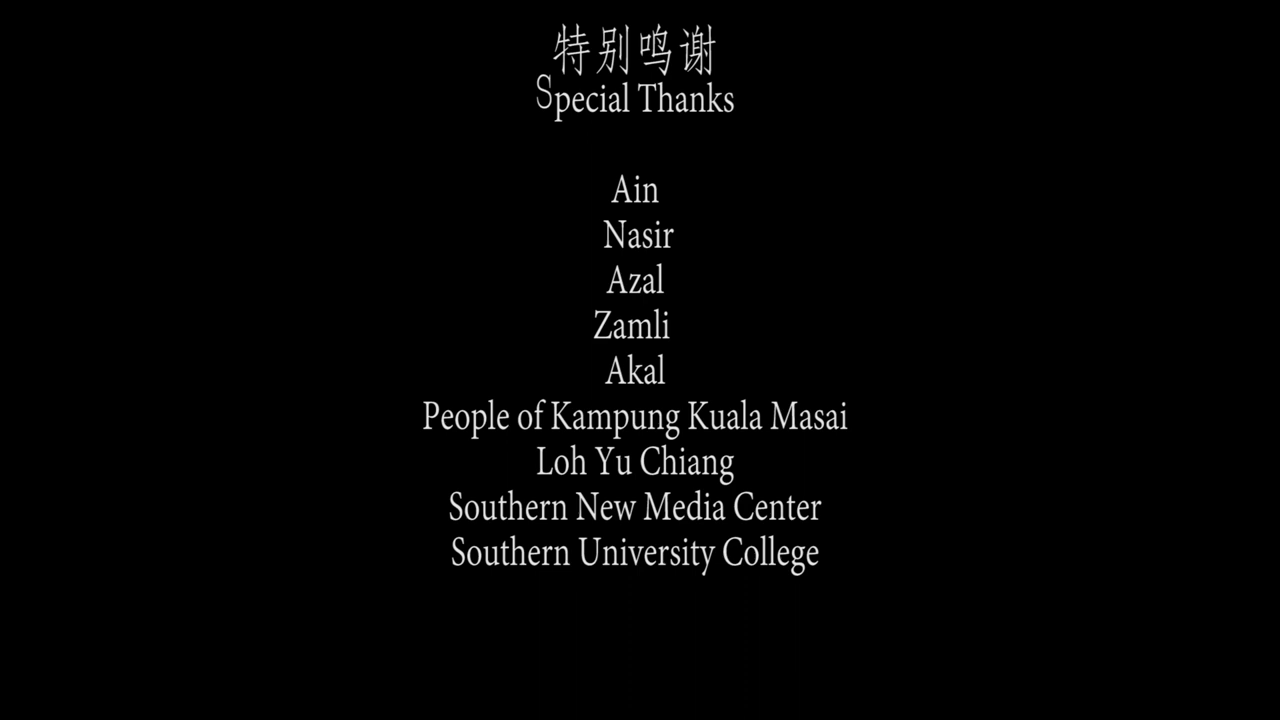 特别鸣谢
Special Thanks
Ain
Nasir
Azal
Zamli
Akal
People of Kampung Kuala Masai
Loh Yu Chiang
Southern New Media Center
Southern University College